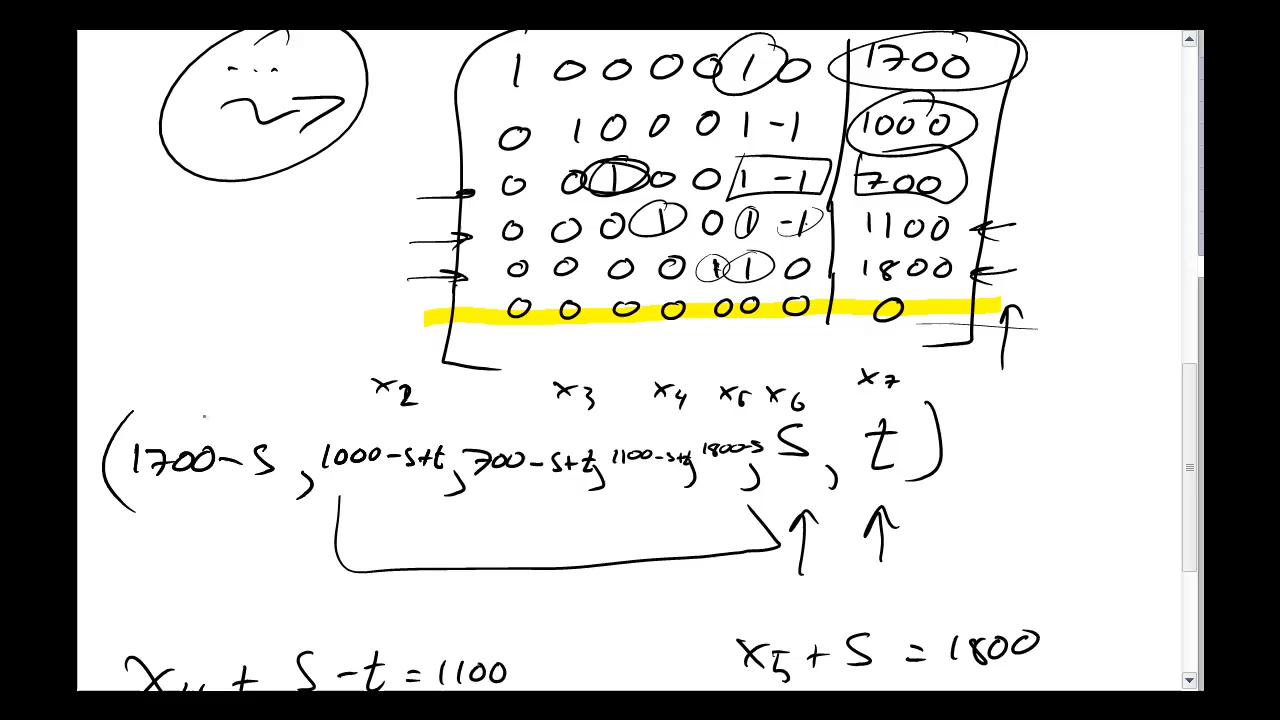 1 0 0 0 0 1 0 1700
0 1 0 0 0 1 -1 1000
0 0 1 0 0 1 -1 700
0 0 0 1 0 1 -1 1100
0 0 0 0 1 1 0 1800
0 0 0 0 0 0 0 0
x2 x3 x4 x5 x6 x7
(1700-s, 1000-s+t, 700-s+t, 1100-s+t, 1800-s, s, t)
x4 + s -t = 1100
x5 + s = 1800